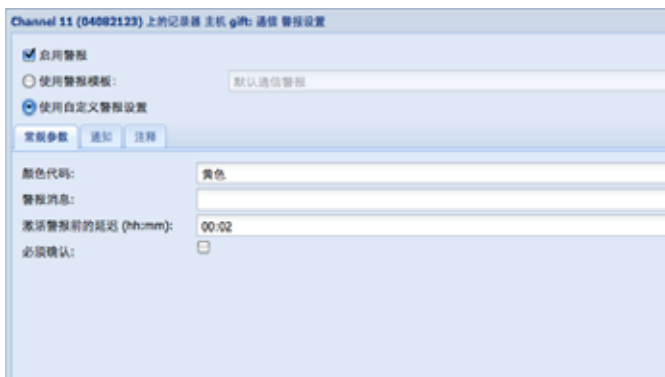 Channel 11 (04082123) 上的记录器 主机 gift: 通信 警报设置
启用警报
使用警报模板: 默认通信警报
使用自定义警报设置
常规参数 通知 注释
颜色代码: 黄色
警报消息:
激活警报前的延迟 (hh:mm): 00:02
必须确认: